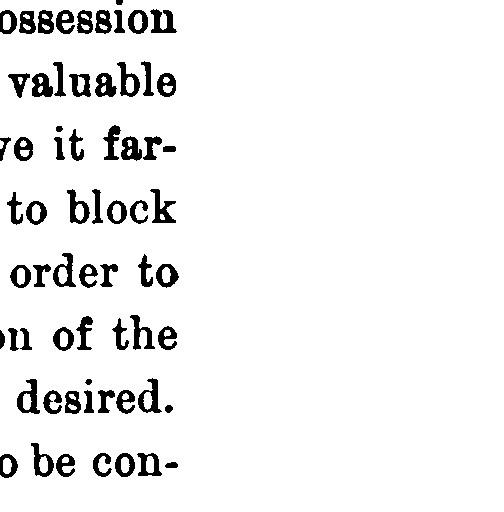 ossession
valuable
ve it far-
to block
order to
on of the
desired.
o be con-